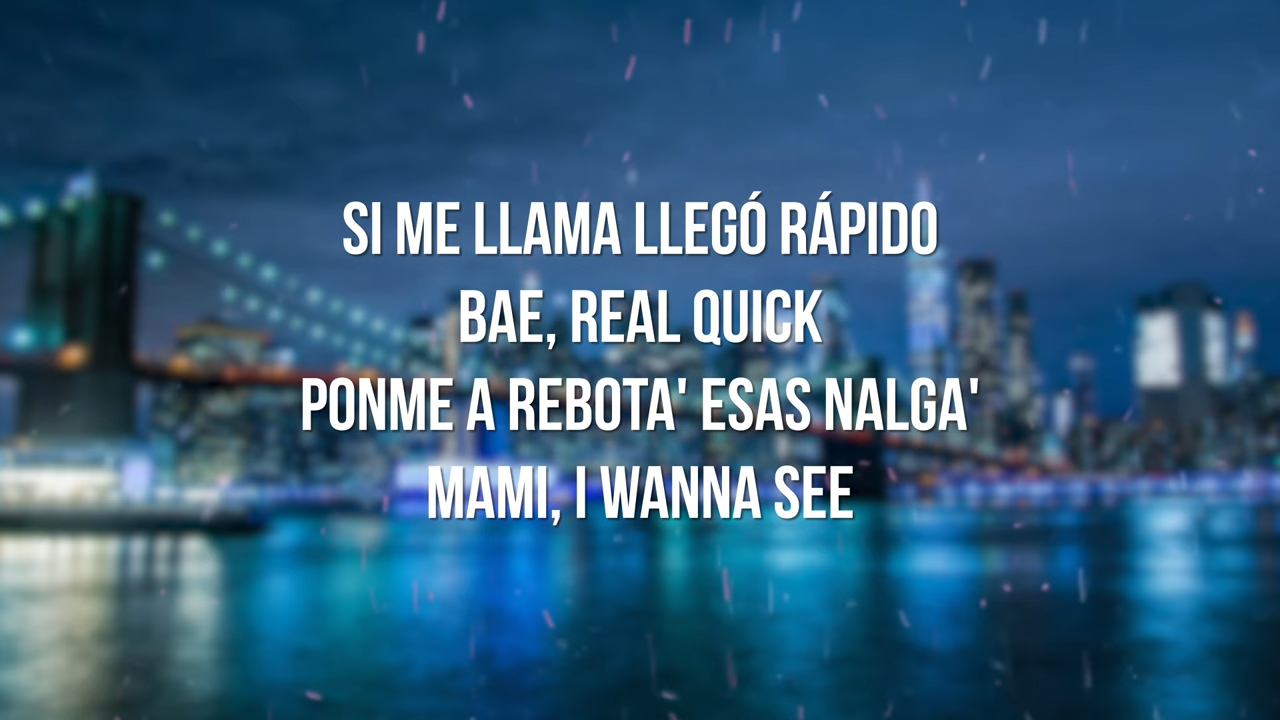 SI ME LLAMA LLEGÓ RÁPIDO
BAE, REAL QUICK
PONME A REBOTA' ESAS NALGA'
MAMI, I WANNA SEE